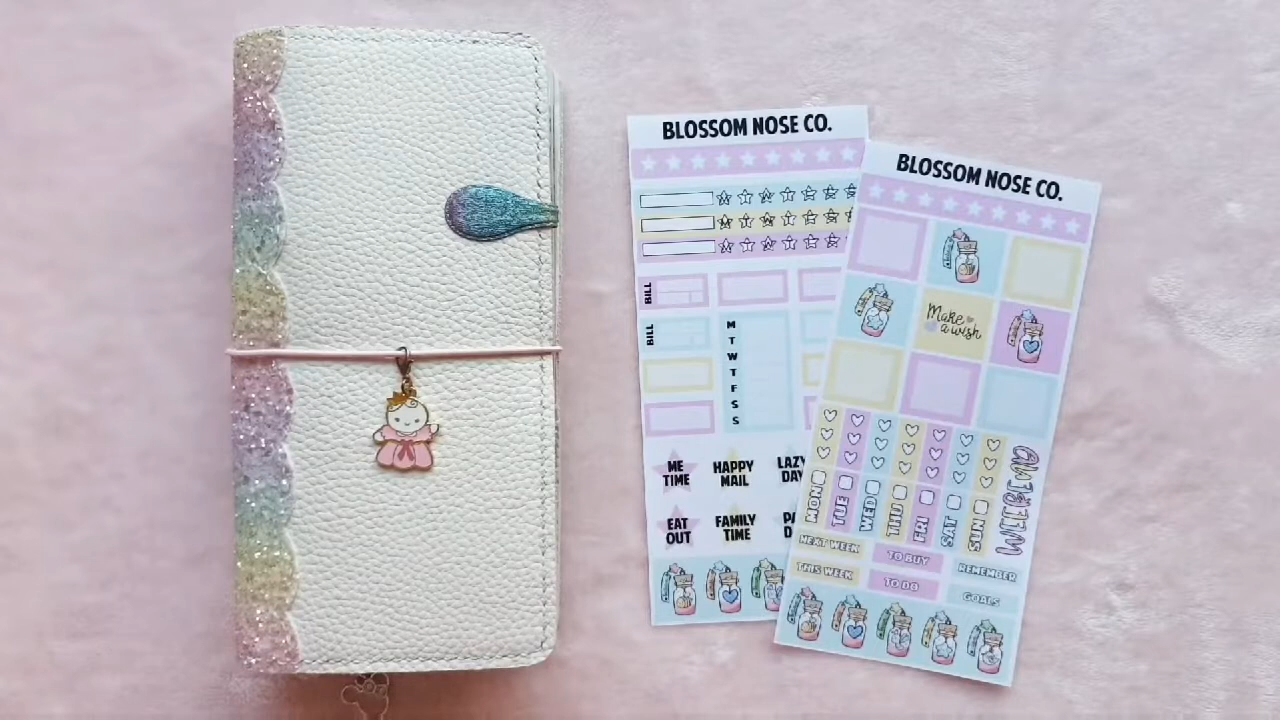 BLOSSOM NOSE CO.
M T W T F S
M T W T F S
M T W T F S
BILL
BILL
M
T
W
T
F
S
S
ME
TIME
HAPPY
MAIL
LAZY
DAY
EAT
OUT
FAMILY
TIME
BLOSSOM NOSE CO.
Make
a wish
MON
TUE
WED
THU
FRI
SAT
SUN
WEEKEND
NEXT WEEK
TO BUY
REMEMBER
THIS WEEK
TO DO
GOALS